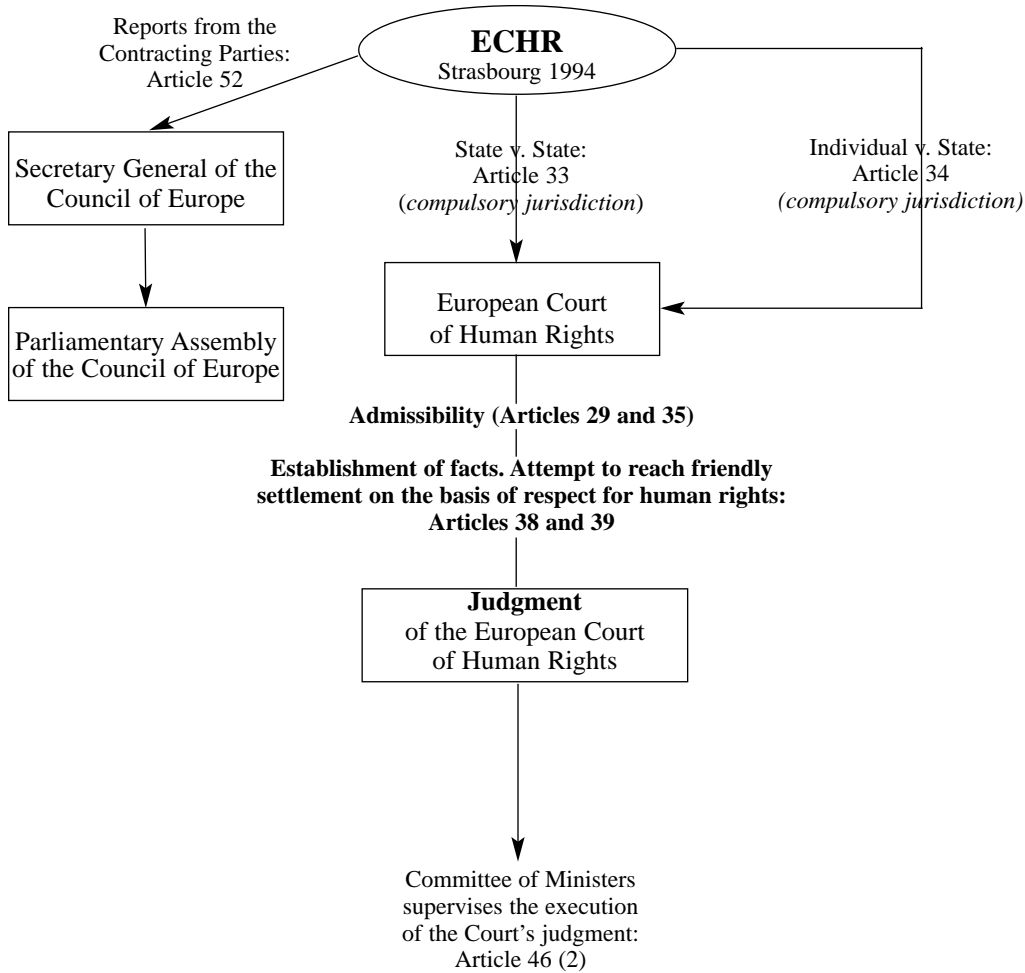 Reports from the
Contracting Parties:
Article 52
ECHR
Strasbourg 1994
Secretary General of the
Council of Europe
State v. State:
Article 33
(compulsory jurisdiction)
Individual v. State:
Article 34
(compulsory jurisdiction)
European Court
of Human Rights
Parliamentary Assembly
of the Council of Europe
Admissibility (Articles 29 and 35)
Establishment of facts. Attempt to reach friendly
settlement on the basis of respect for human rights:
Articles 38 and 39
Judgment
of the European Court
of Human Rights
Committee of Ministers
supervises the execution
of the Court’s judgment:
Article 46 (2)